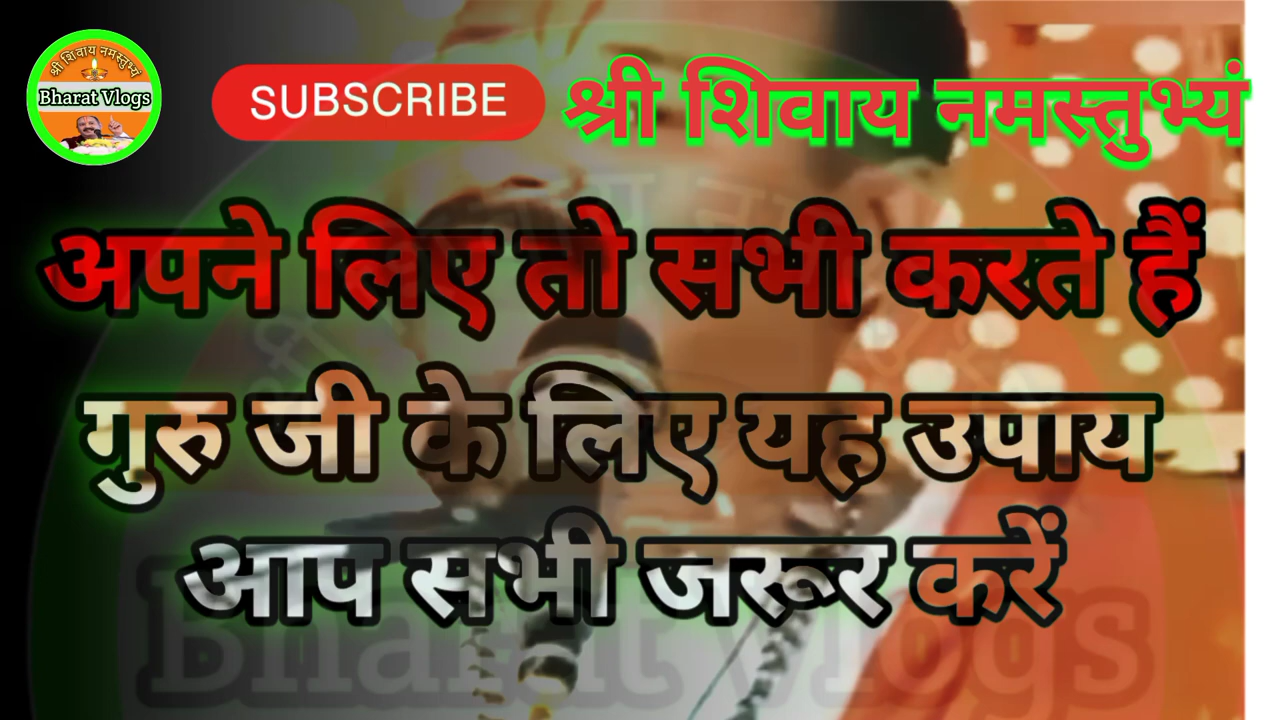 श्री शिवाय नमस्तुभ्यं
Bharat Vlogs
SUBSCRIBE
श्री शिवाय नमस्तुभ्यं
अपने लिए तो सभी करते हैं
गुरु जी के लिए यह उपाय
आप सभी जरूर करें
Bharat Vlogs